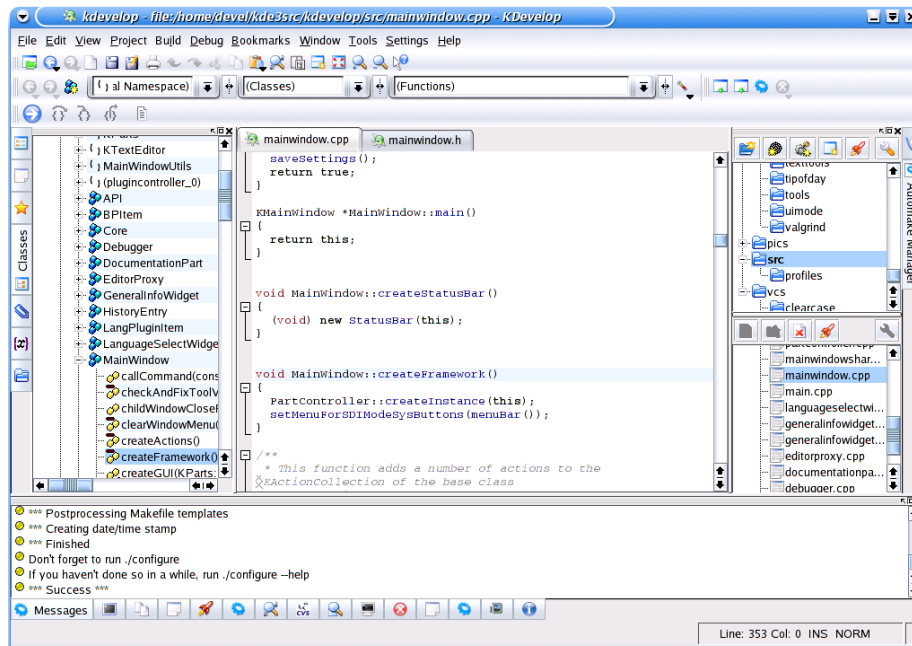 kdevelop - file:/home/devel/kde3src/kdevelop/src/mainwindow.cpp - KDevelop
File Edit View Project Build Debug Bookmarks Window Tools Settings Help
al Namespace) (Classes) (Functions)
mainwindow.cpp mainwindow.h
Classes
KParts
KTextEditor
MainWindowUtils
(plugincontroller_0)
API
BPItem
Core
Debugger
DocumentationPart
EditorProxy
GeneralInfoWidget
HistoryEntry
LangPluginItem
LanguageSelectWidge
MainWindow
callCommand(cons
checkAndFixToolV
childWindowClose
clearWindowMenu(
createActions()
createFramework()
createGUI(KParts:
{x}
saveSettings();
return true;
}
KMainWindow *MainWindow::main()
{
return this;
}
void MainWindow::createStatusBar()
{
(void) new StatusBar(this);
}
void MainWindow::createFramework()
{
PartController::createInstance(this);
setMenuForSDIModeSysButtons(menuBar());
}
/**
* This function adds a number of actions to the
KActionCollection of the base class
texttools
tipofday
tools
uimode
valgrind
pics
src
profiles
vcs
clearcase
Automake Manager
partcontroller.cpp
mainwindowshar...
mainwindow.cpp
main.cpp
languageselectwi...
generalinfowidget...
generalinfowidget...
editorproxy.cpp
documentationpa...
debugger.cpp
*** Postprocessing Makefile templates
*** Creating date/time stamp
*** Finished
Don't forget to run ./configure
If you haven't done so in a while, run ./configure --help
*** Success ***
Messages CVS
Line: 353 Col: 0 INS NORM